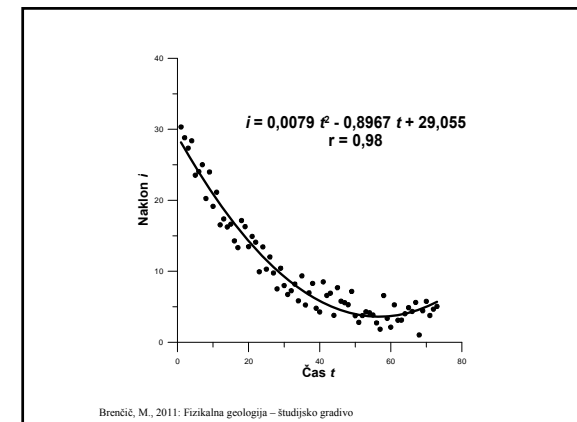 40
i = 0,0079 t² - 0,8967 t + 29,055
r = 0,98
30
Naklon i
20
10
0
0 20 40 60 80
Čas t
Brenčič, M., 2011: Fizikalna geologija – študijsko gradivo